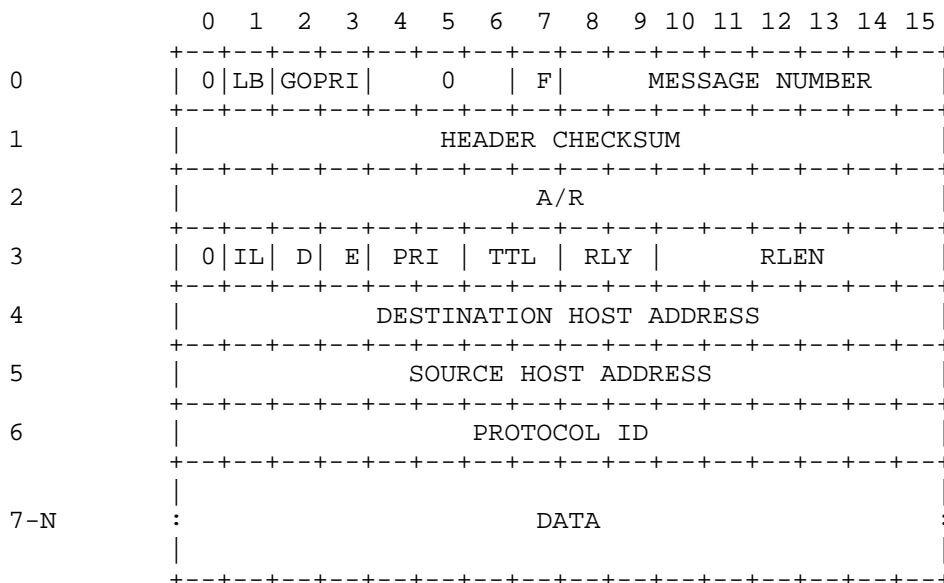 0 1 2 3 4 5 6 7 8 9 10 11 12 13 14 15
+--+--+--+--+--+--+--+--+--+--+--+--+--+--+--+--+
0 | 0|LB|GOPRI| 0 | F| MESSAGE NUMBER |
+--+--+--+--+--+--+--+--+--+--+--+--+--+--+--+--+
1 | HEADER CHECKSUM |
+--+--+--+--+--+--+--+--+--+--+--+--+--+--+--+--+
2 | A/R |
+--+--+--+--+--+--+--+--+--+--+--+--+--+--+--+--+
3 | 0|IL| D| E| PRI | TTL | RLY | RLEN |
+--+--+--+--+--+--+--+--+--+--+--+--+--+--+--+--+
4 | DESTINATION HOST ADDRESS |
+--+--+--+--+--+--+--+--+--+--+--+--+--+--+--+--+
5 | SOURCE HOST ADDRESS |
+--+--+--+--+--+--+--+--+--+--+--+--+--+--+--+--+
6 | PROTOCOL ID |
+--+--+--+--+--+--+--+--+--+--+--+--+--+--+--+--+
| |
7-N : DATA :
| |
+--+--+--+--+--+--+--+--+--+--+--+--+--+--+--+--+